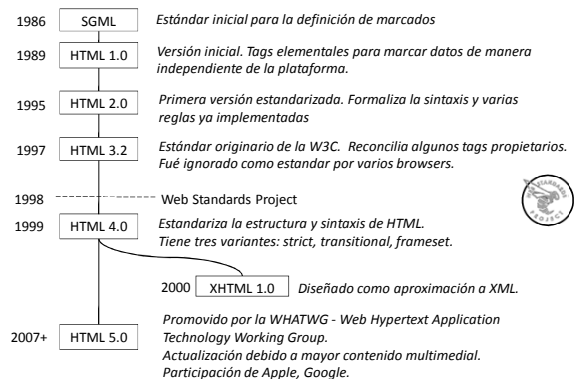 1986 SGML Estándar inicial para la definición de marcados
1989 HTML 1.0 Versión inicial. Tags elementales para marcar datos de manera
independiente de la plataforma.
1995 HTML 2.0 Primera versión estandarizada. Formaliza la sintaxis y varias
reglas ya implementadas
1997 HTML 3.2 Estándar originario de la W3C. Reconcilia algunos tags propietarios.
Fué ignorado como estandar por varios browsers.
1998 Web Standards Project
WEB STANDARDS PROJECT
1999 HTML 4.0 Estandariza la estructura y sintaxis de HTML.
Tiene tres variantes: strict, transitional, frameset.
2000 XHTML 1.0 Diseñado como aproximación a XML.
2007+ HTML 5.0 Promovido por la WHATWG - Web Hypertext Application
Technology Working Group.
Actualización debido a mayor contenido multimedial.
Participación de Apple, Google.